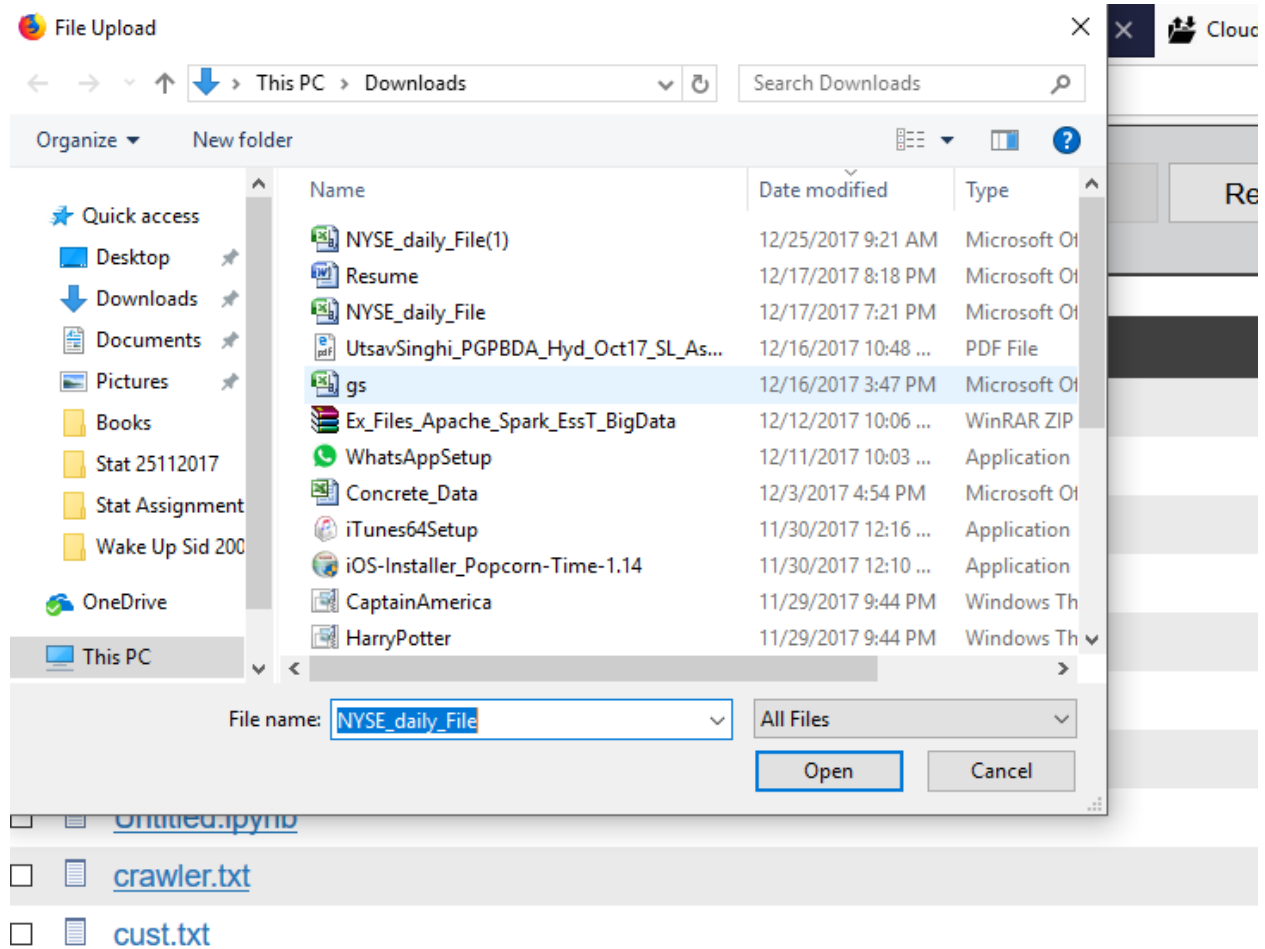 File Upload
Cloud
This PC > Downloads
Search Downloads
Organize
New folder
Re
Quick access
Desktop
Downloads
Documents
Pictures
Books
Stat 25112017
Stat Assignment
Wake Up Sid 200
OneDrive
This PC
Name Date modified Type
NYSE_daily_File(1) 12/25/2017 9:21 AM Microsoft Of
Resume 12/17/2017 8:18 PM Microsoft Of
NYSE_daily_File 12/17/2017 7:21 PM Microsoft Of
UtsavSinghi_PGPBDA_Hyd_Oct17_SL_As... 12/16/2017 10:48 ... PDF File
gs 12/16/2017 3:47 PM Microsoft Of
Ex_Files_Apache_Spark_EssT_BigData 12/12/2017 10:06 ... WinRAR ZIP
WhatsAppSetup 12/11/2017 10:03 ... Application
Concrete_Data 12/3/2017 4:54 PM Microsoft Of
iTunes64Setup 11/30/2017 12:16 ... Application
iOS-Installer_Popcorn-Time-1.14 11/30/2017 12:10 ... Application
CaptainAmerica 11/29/2017 9:44 PM Windows Th
HarryPotter 11/29/2017 9:44 PM Windows Th
File name: NYSE_daily_File
All Files
Open
Cancel
Untitled.ipynb
crawler.txt
cust.txt